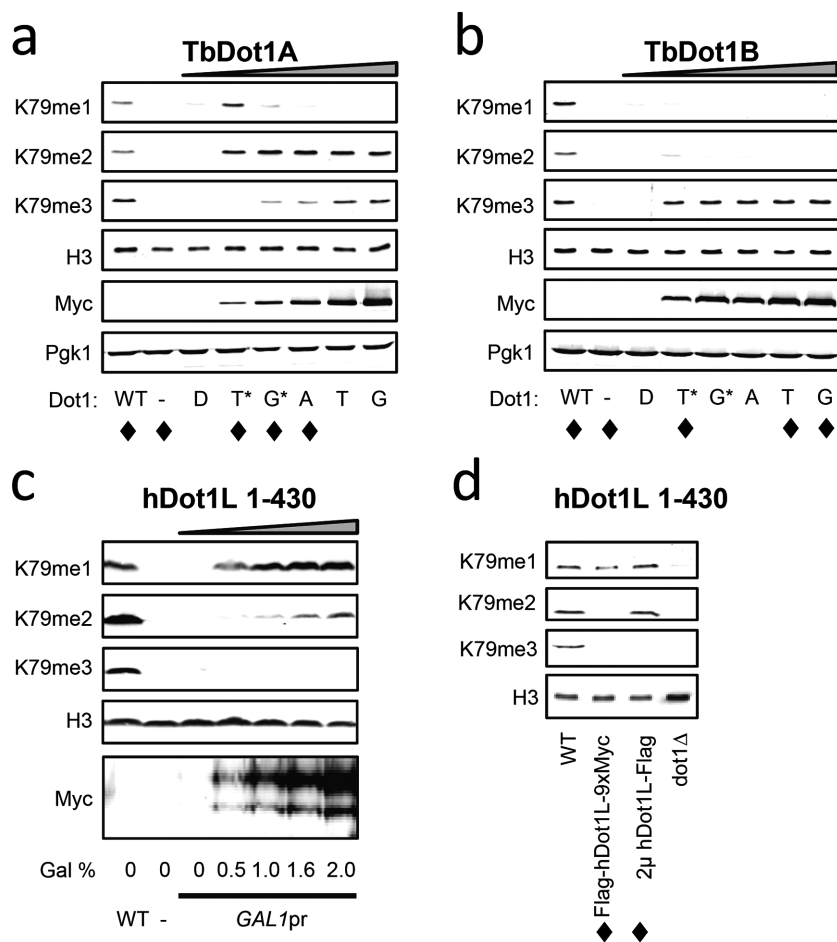 a
TbDot1A
K79me1
K79me2
K79me3
H3
Myc
Pgk1
Dot1: WT - D T* G* A T G
b
TbDot1B
K79me1
K79me2
K79me3
H3
Myc
Pgk1
Dot1: WT - D T* G* A T G
c
hDot1L 1-430
K79me1
K79me2
K79me3
H3
Myc
Gal % 0 0 0 0.5 1.0 1.6 2.0
WT - GAL1pr
d
hDot1L 1-430
K79me1
K79me2
K79me3
H3
WT
Flag-hDot1L-9xMyc
2µ hDot1L-Flag
dot1Δ